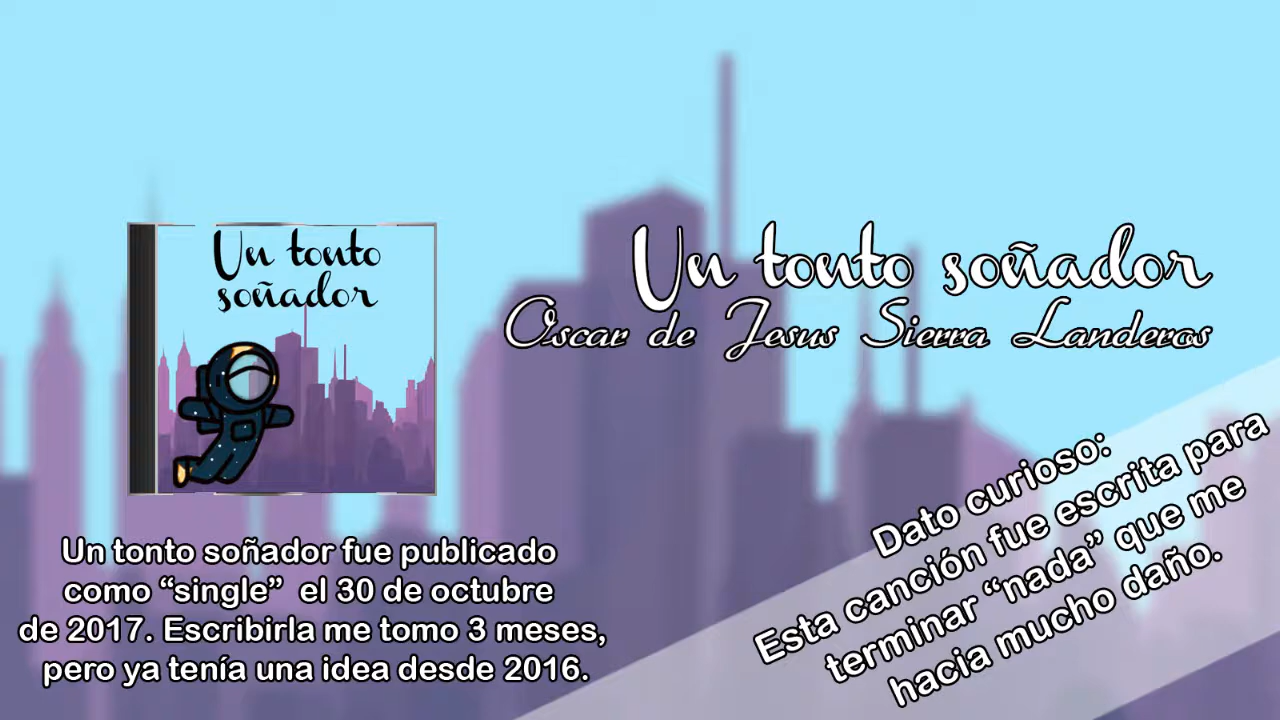 Un tonto
soñador
Un tonto soñador
Oscar de Jesus Sierra Landeros
Un tonto soñador fue publicado
como “single” el 30 de octubre
de 2017. Escribirla me tomo 3 meses,
pero ya tenía una idea desde 2016.
Dato curioso:
Esta canción fue escrita para
terminar “nada” que me
hacia mucho daño.